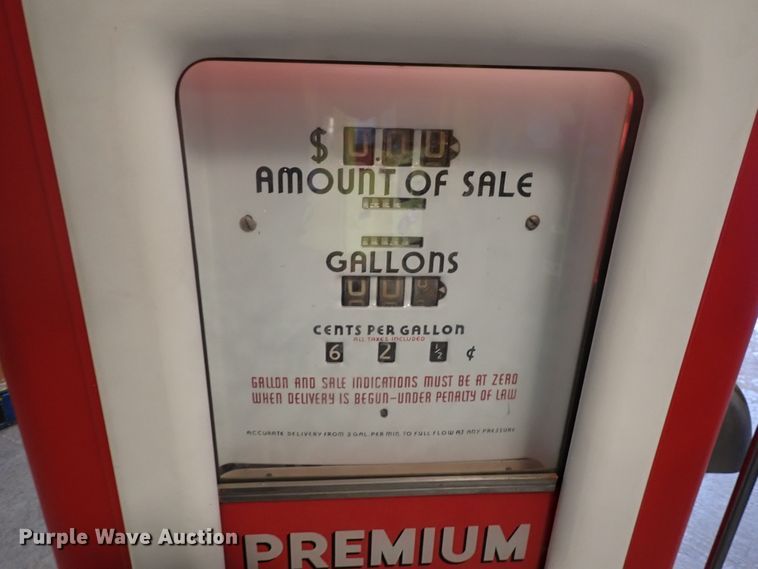 $ 0.00
AMOUNT OF SALE
GALLONS
CENTS PER GALLON
ALL TAXES INCLUDED
6 2 ½ ¢
GALLON AND SALE INDICATIONS MUST BE AT ZERO
WHEN DELIVERY IS BEGUN-UNDER PENALTY OF LAW
ACCURATE DELIVERY FROM 3 GAL. PER MIN. TO FULL FLOW AT ANY PRESSURE
PREMIUM
Purple Wave Auction